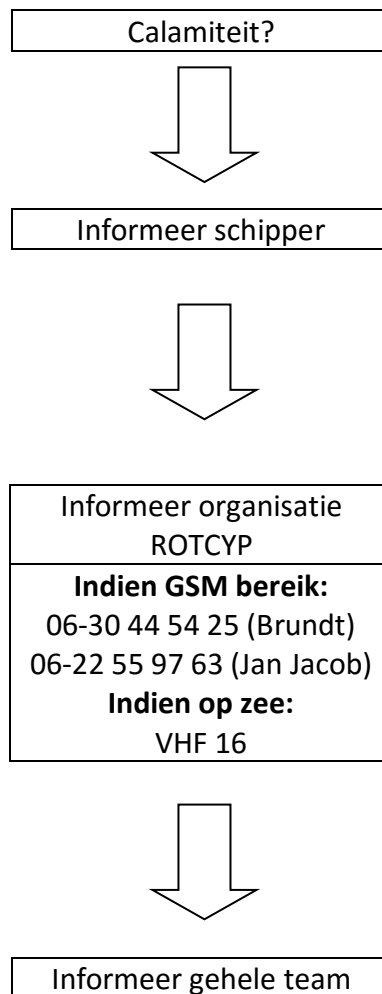 Calamiteit?
Informeer schipper
Informeer organisatie
ROTCYP
Indien GSM bereik:
06-30 44 54 25 (Brundt)
06-22 55 97 63 (Jan Jacob)
Indien op zee:
VHF 16
Informeer gehele team